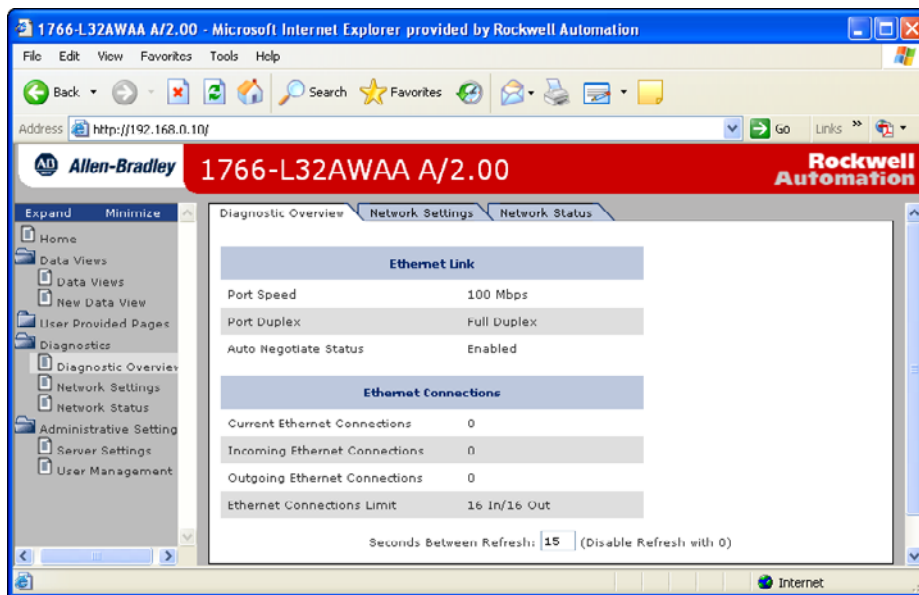 1766-L32AWAA A/2.00 - Microsoft Internet Explorer provided by Rockwell Automation
File Edit View Favorites Tools Help
Back Search Favorites
Address http://192.168.0.10/ Go Links »
AB Allen-Bradley 1766-L32AWAA A/2.00 Rockwell Automation
Expand Minimize
Home
Data Views
Data Views
New Data View
User Provided Pages
Diagnostics
Diagnostic Overview
Network Settings
Network Status
Administrative Setting
Server Settings
User Management
Diagnostic Overview Network Settings Network Status
Ethernet Link
Port Speed 100 Mbps
Port Duplex Full Duplex
Auto Negotiate Status Enabled
Ethernet Connections
Current Ethernet Connections 0
Incoming Ethernet Connections 0
Outgoing Ethernet Connections 0
Ethernet Connections Limit 16 In/16 Out
Seconds Between Refresh: 15 (Disable Refresh with 0)
Internet